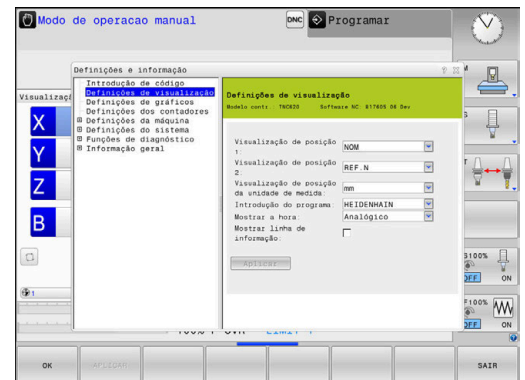 Modo de operacao manual
DNC
Programar
Definições e informação
Visualizaç
Introdução de código
Definições de visualização
Definições de gráficos
Definições dos contadores
Definições da máquina
Definições do sistema
Funções de diagnóstico
Informação geral
Definições de visualização
Modelo contr.: TNC620 Software NC: 817605 08 Dev
Visualização de posição 1:
NOM
Visualização de posição 2:
REF.N
Visualização de posição da unidade de medida:
mm
Introdução do programa:
HEIDENHAIN
Mostrar a hora:
Analógico
Mostrar linha de informação:
Aplicar
X
Y
Z
B
1
M
S
T
S100%
OFF
ON
F100%
OFF
ON
OK
APLICAR
SAIR